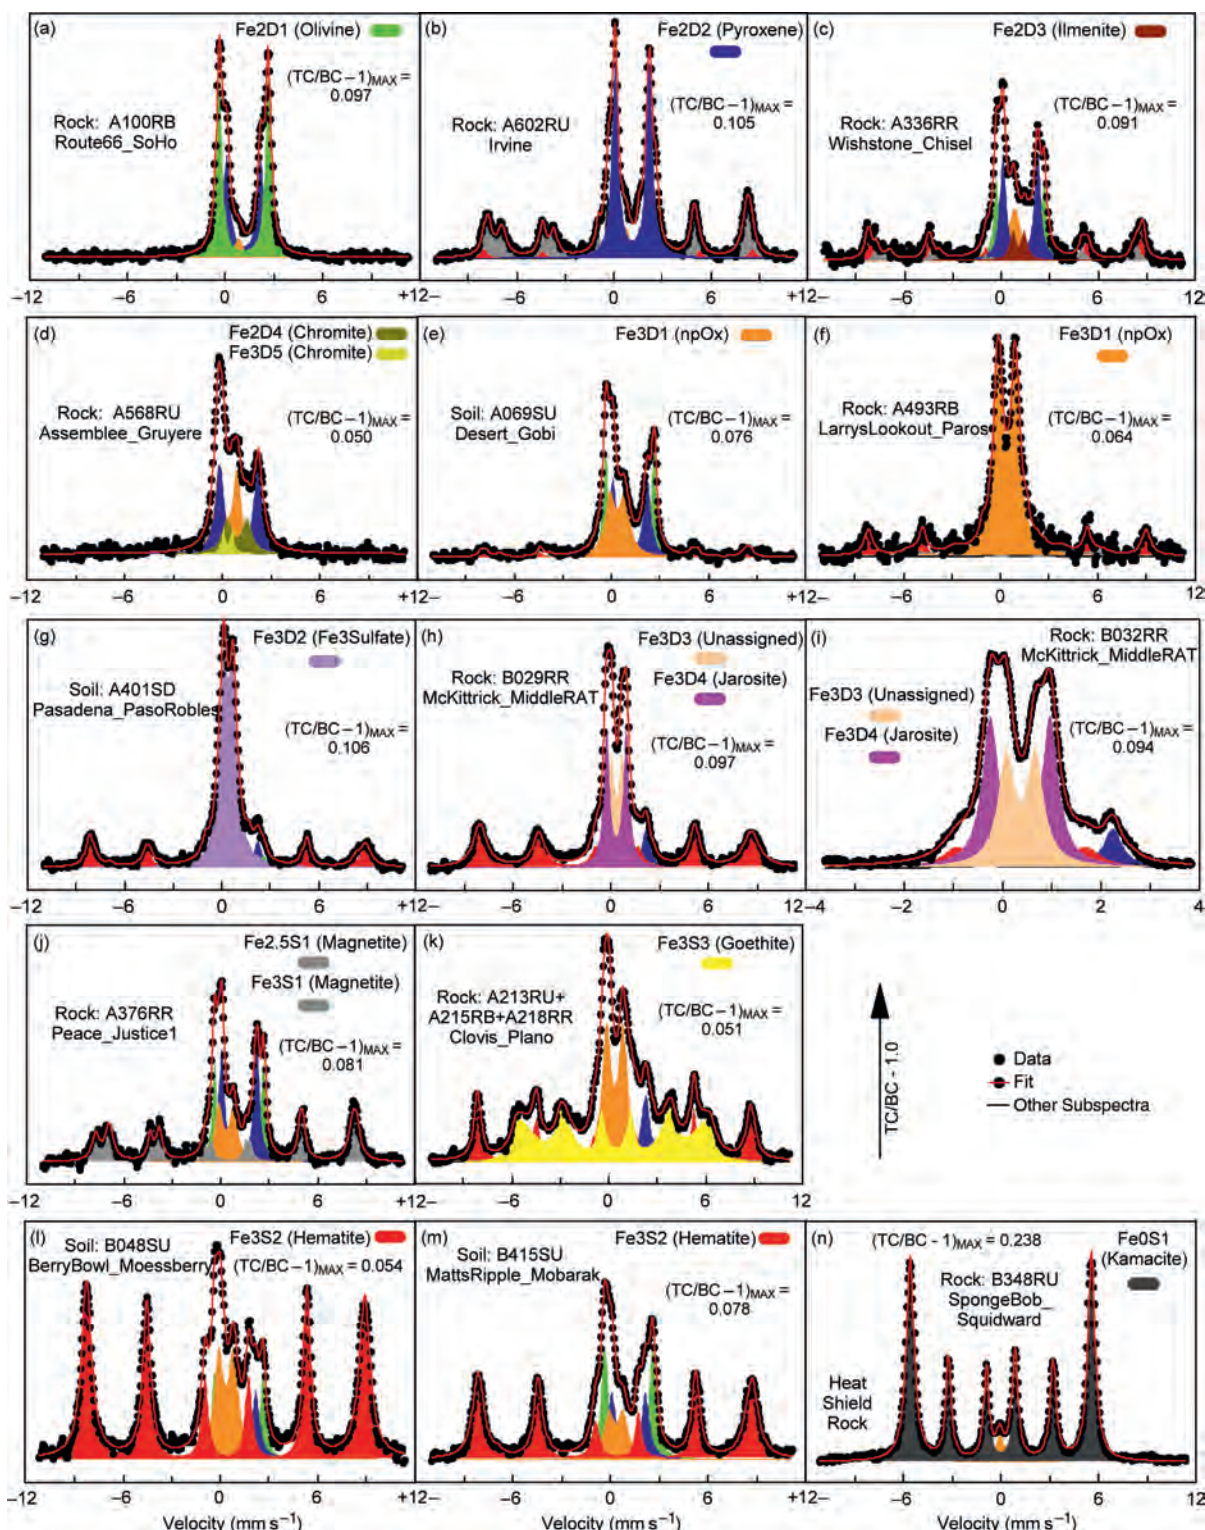 (a)
Fe2D1 (Olivine)
(TC/BC – 1)MAX =
0.097
Rock: A100RB
Route66_SoHo
(b)
Fe2D2 (Pyroxene)
(TC/BC – 1)MAX =
0.105
Rock: A602RU
Irvine
(c)
Fe2D3 (Ilmenite)
(TC/BC – 1)MAX =
0.091
Rock: A336RR
Wishstone_Chisel
–12 –6 0 6 +12– –6 0 6 +12– –6 0 6 12
(d)
Fe2D4 (Chromite)
Fe3D5 (Chromite)
Rock: A568RU
Assemblee_Gruyere
(TC/BC – 1)MAX =
0.050
(e)
Fe3D1 (npOx)
Soil: A069SU
Desert_Gobi
(TC/BC – 1)MAX =
0.076
(f)
Fe3D1 (npOx)
Rock: A493RB
LarrysLookout_Paros
(TC/BC – 1)MAX =
0.064
–12 –6 0 6 +12– –6 0 6 +12– –6 0 6 12
(g)
Fe3D2 (Fe3Sulfate)
Soil: A401SD
Pasadena_PasoRobles
(TC/BC – 1)MAX =
0.106
(h)
Fe3D3 (Unassigned)
Rock: B029RR
McKittrick_MiddleRAT
Fe3D4 (Jarosite)
(TC/BC – 1)MAX =
0.097
(i)
Rock: B032RR
McKittrick_MiddleRAT
Fe3D3 (Unassigned)
Fe3D4 (Jarosite)
(TC/BC – 1)MAX =
0.094
–12 –6 0 6 +12– –6 0 6 12 –4 –2 0 2 4
(j)
Fe2.5S1 (Magnetite)
Fe3S1 (Magnetite)
Rock: A376RR
Peace_Justice1
(TC/BC – 1)MAX =
0.081
(k)
Fe3S3 (Goethite)
Rock: A213RU+
A215RB+A218RR
Clovis_Plano
(TC/BC – 1)MAX =
0.051
TC/BC - 1.0
Data
Fit
Other Subspectra
–12 –6 0 6 +12– –6 0 6 12
(l)
Fe3S2 (Hematite)
Soil: B048SU
BerryBowl_Moessberry
(TC/BC – 1)MAX = 0.054
(m)
Fe3S2 (Hematite)
Soil: B415SU
MattsRipple_Mobarak
(TC/BC – 1)MAX =
0.078
(n)
(TC/BC - 1)MAX = 0.238
Fe0S1
(Kamacite)
Rock: B348RU
SpongeBob_
Squidward
Heat
Shield
Rock
–12 –6 0 6 +12– –6 0 6 +12– –6 0 6 12
Velocity (mm s–1) Velocity (mm s–1) Velocity (mm s–1)